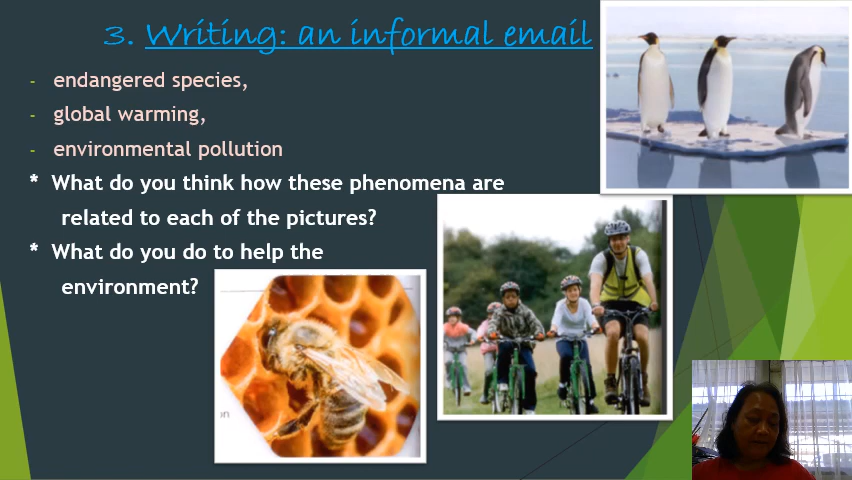 3. Writing: an informal email
- endangered species,
- global warming,
- environmental pollution
* What do you think how these phenomena are
related to each of the pictures?
* What do you do to help the
environment?
on